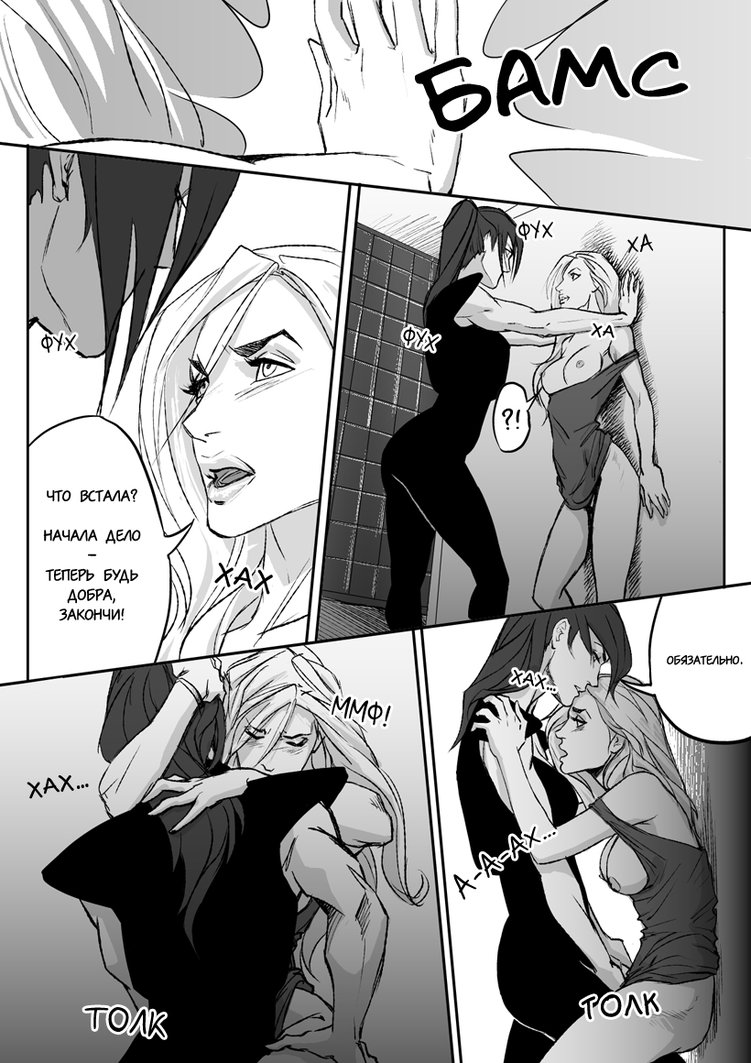 БАМС
ФУХ
ЧТО ВСТАЛА?
НАЧАЛА ДЕЛО
–
ТЕПЕРЬ БУДЬ
ДОБРА,
ЗАКОНЧИ!
ХАХ
ФУХ
ХА
ФУХ
ХА
?!
ММФ!
ХАХ...
ТОЛК
ОБЯЗАТЕЛЬНО.
ХАХ...
А-А-АХ...
ТОЛК